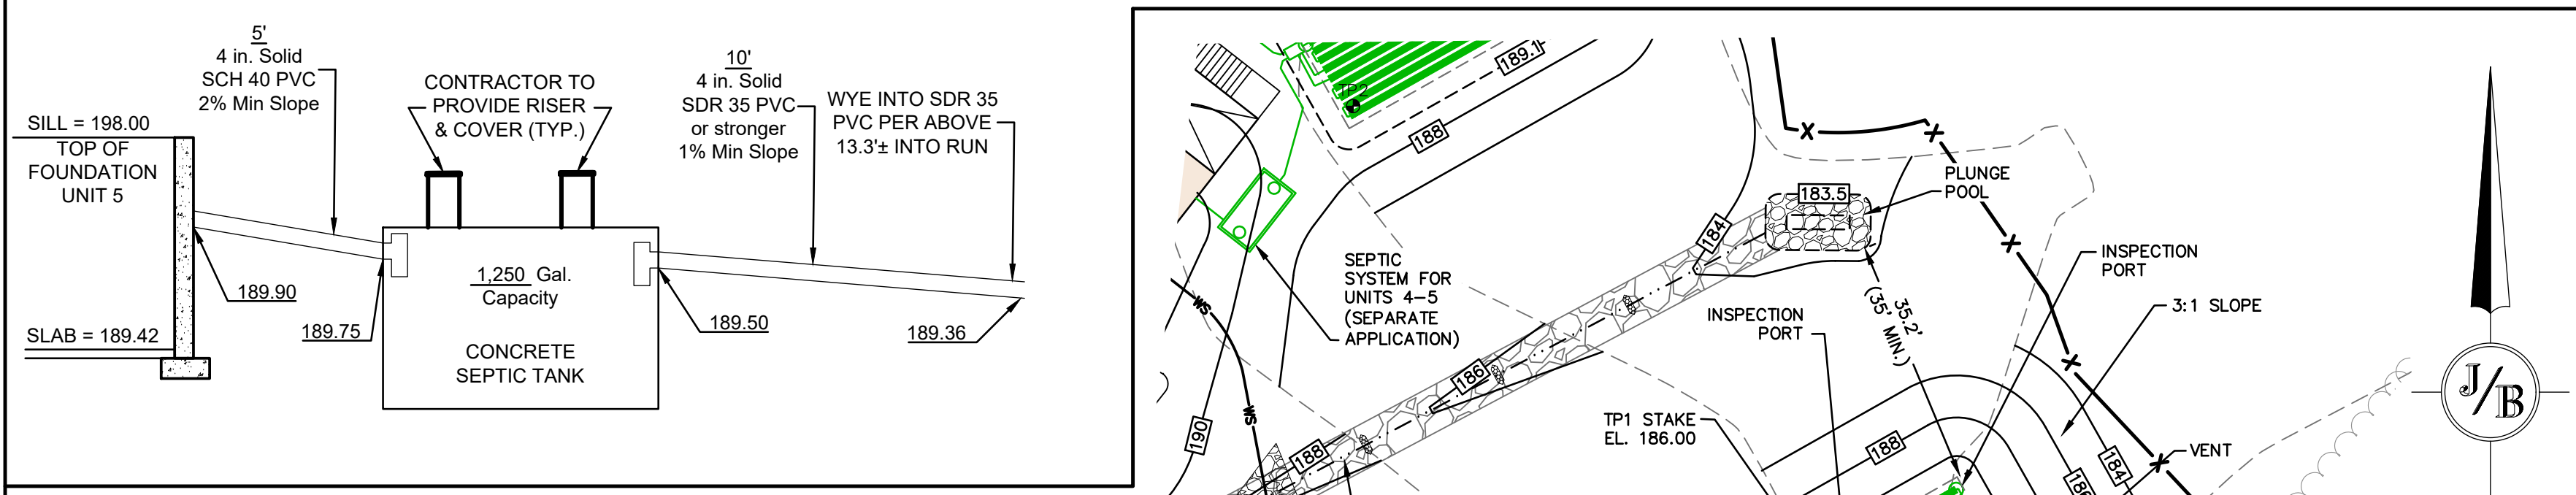 5'
4 in. Solid
SCH 40 PVC
2% Min Slope
SILL = 198.00
TOP OF
FOUNDATION
UNIT 5
SLAB = 189.42
CONTRACTOR TO
PROVIDE RISER
& COVER (TYP.)
10'
4 in. Solid
SDR 35 PVC
or stronger
1% Min Slope
WYE INTO SDR 35
PVC PER ABOVE
13.3'± INTO RUN
189.90
189.75
1,250 Gal.
Capacity
CONCRETE
SEPTIC TANK
189.50
189.36
TP2
189.1
188
SEPTIC
SYSTEM FOR
UNITS 4-5
(SEPARATE
APPLICATION)
WS
WS
190
188
186
184
183.5
PLUNGE
POOL
X
X
X
X
X
35.2'
(35' MIN.)
INSPECTION
PORT
INSPECTION
PORT
3:1 SLOPE
TP1 STAKE
EL. 186.00
188
184
VENT
J/B